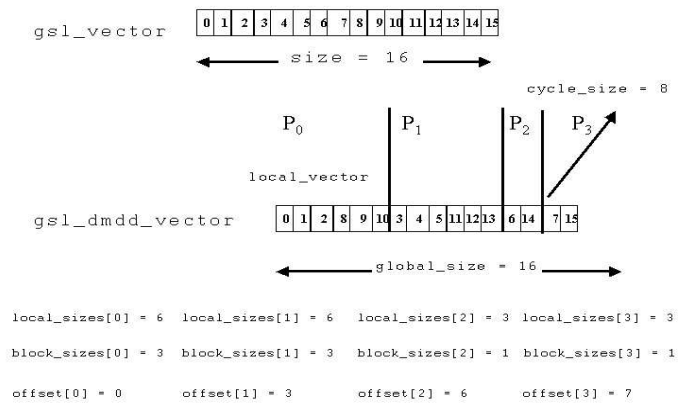 gsl_vector 0 1 2 3 4 5 6 7 8 9 10 11 12 13 14 15
size = 16
cycle_size = 8
P0 P1 P2 P3
local_vector
gsl_dmdd_vector 0 1 2 8 9 10 3 4 5 11 12 13 6 14 7 15
global_size = 16
local_sizes[0] = 6 local_sizes[1] = 6 local_sizes[2] = 3 local_sizes[3] = 3
block_sizes[0] = 3 block_sizes[1] = 3 block_sizes[2] = 1 block_sizes[3] = 1
offset[0] = 0 offset[1] = 3 offset[2] = 6 offset[3] = 7